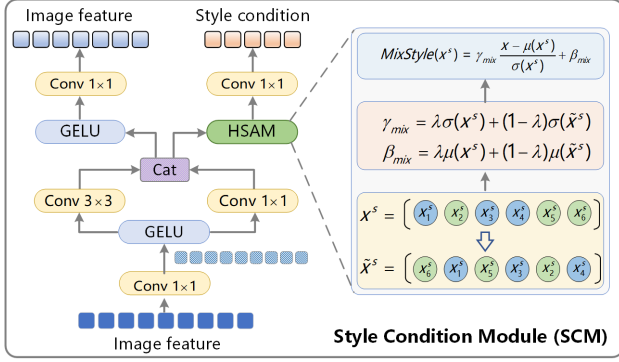 Image feature
Style condition
Conv 1×1
Conv 1×1
GELU
HSAM
Cat
Conv 3×3
Conv 1×1
GELU
Conv 1×1
Image feature
MixStyle(x^s) = γ_mix (x − μ(x^s))/σ(x^s) + β_mix
γ_mix = λσ(x^s)+(1−λ)σ(x̃^s)
β_mix = λμ(x^s)+(1−λ)μ(x̃^s)
x^s = ( x_1^s x_2^s x_3^s x_4^s x_5^s x_6^s )
x̃^s = ( x_6^s x_1^s x_5^s x_3^s x_2^s x_4^s )
Style Condition Module (SCM)